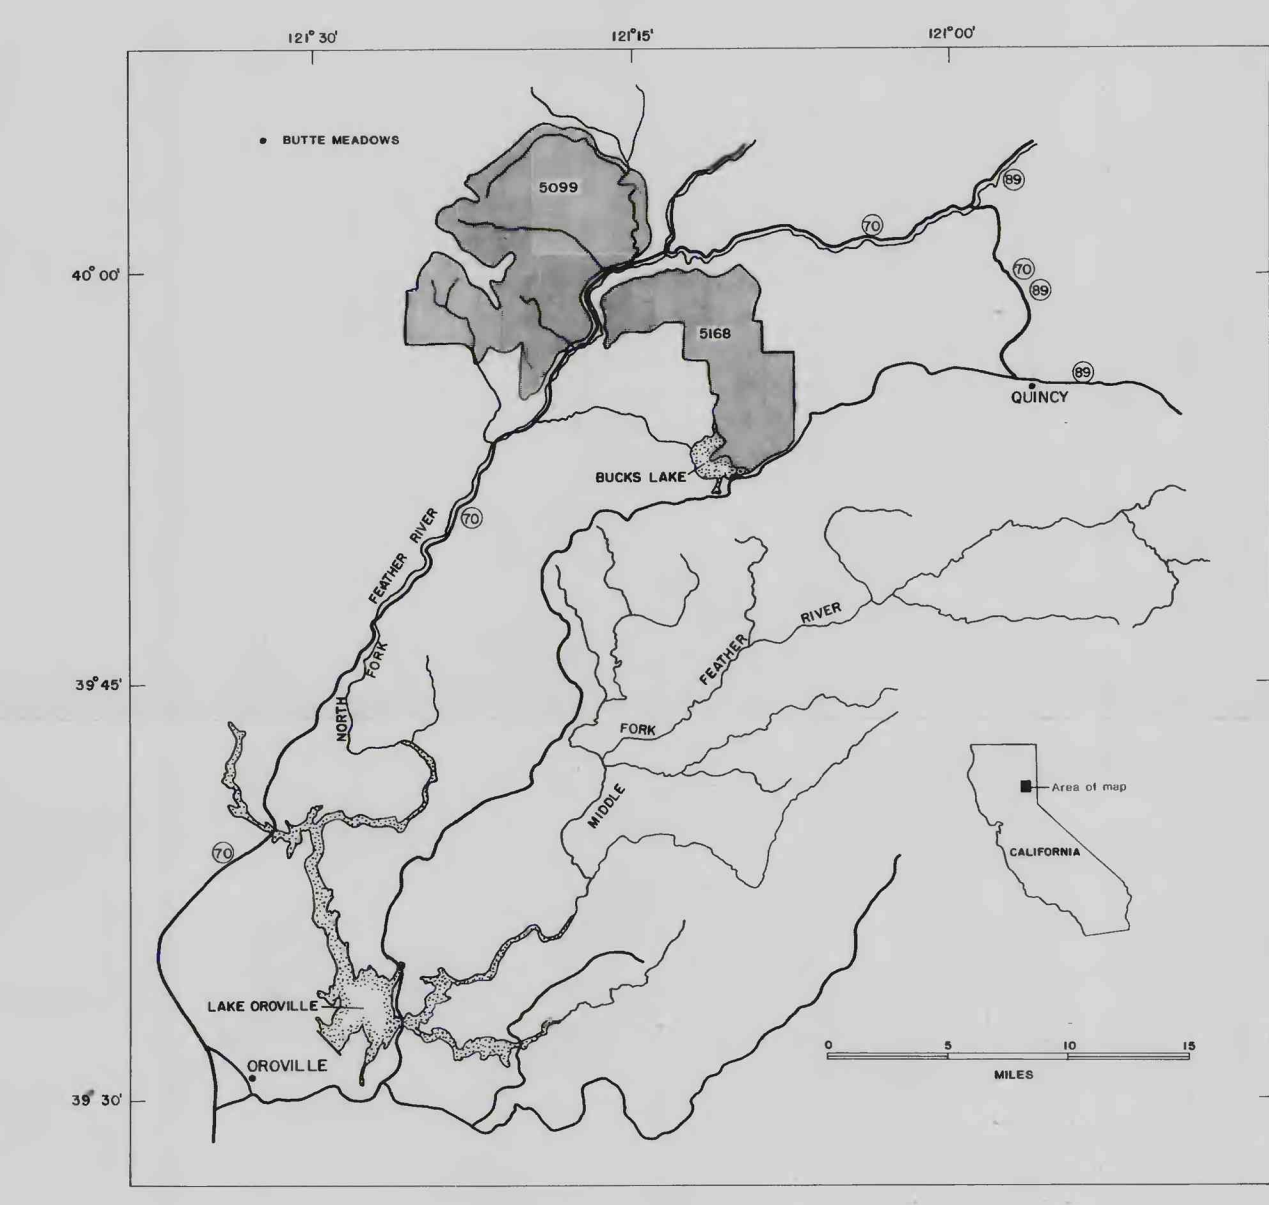 121° 30'
121° 15'
121° 00'
BUTTE MEADOWS
5099
89
70
40° 00'
70
89
5168
89
QUINCY
BUCKS LAKE
70
NORTH FORK FEATHER RIVER
MIDDLE FORK FEATHER RIVER
39° 45'
Area of map
CALIFORNIA
70
LAKE OROVILLE
OROVILLE
0 5 10 15
MILES
39° 30'